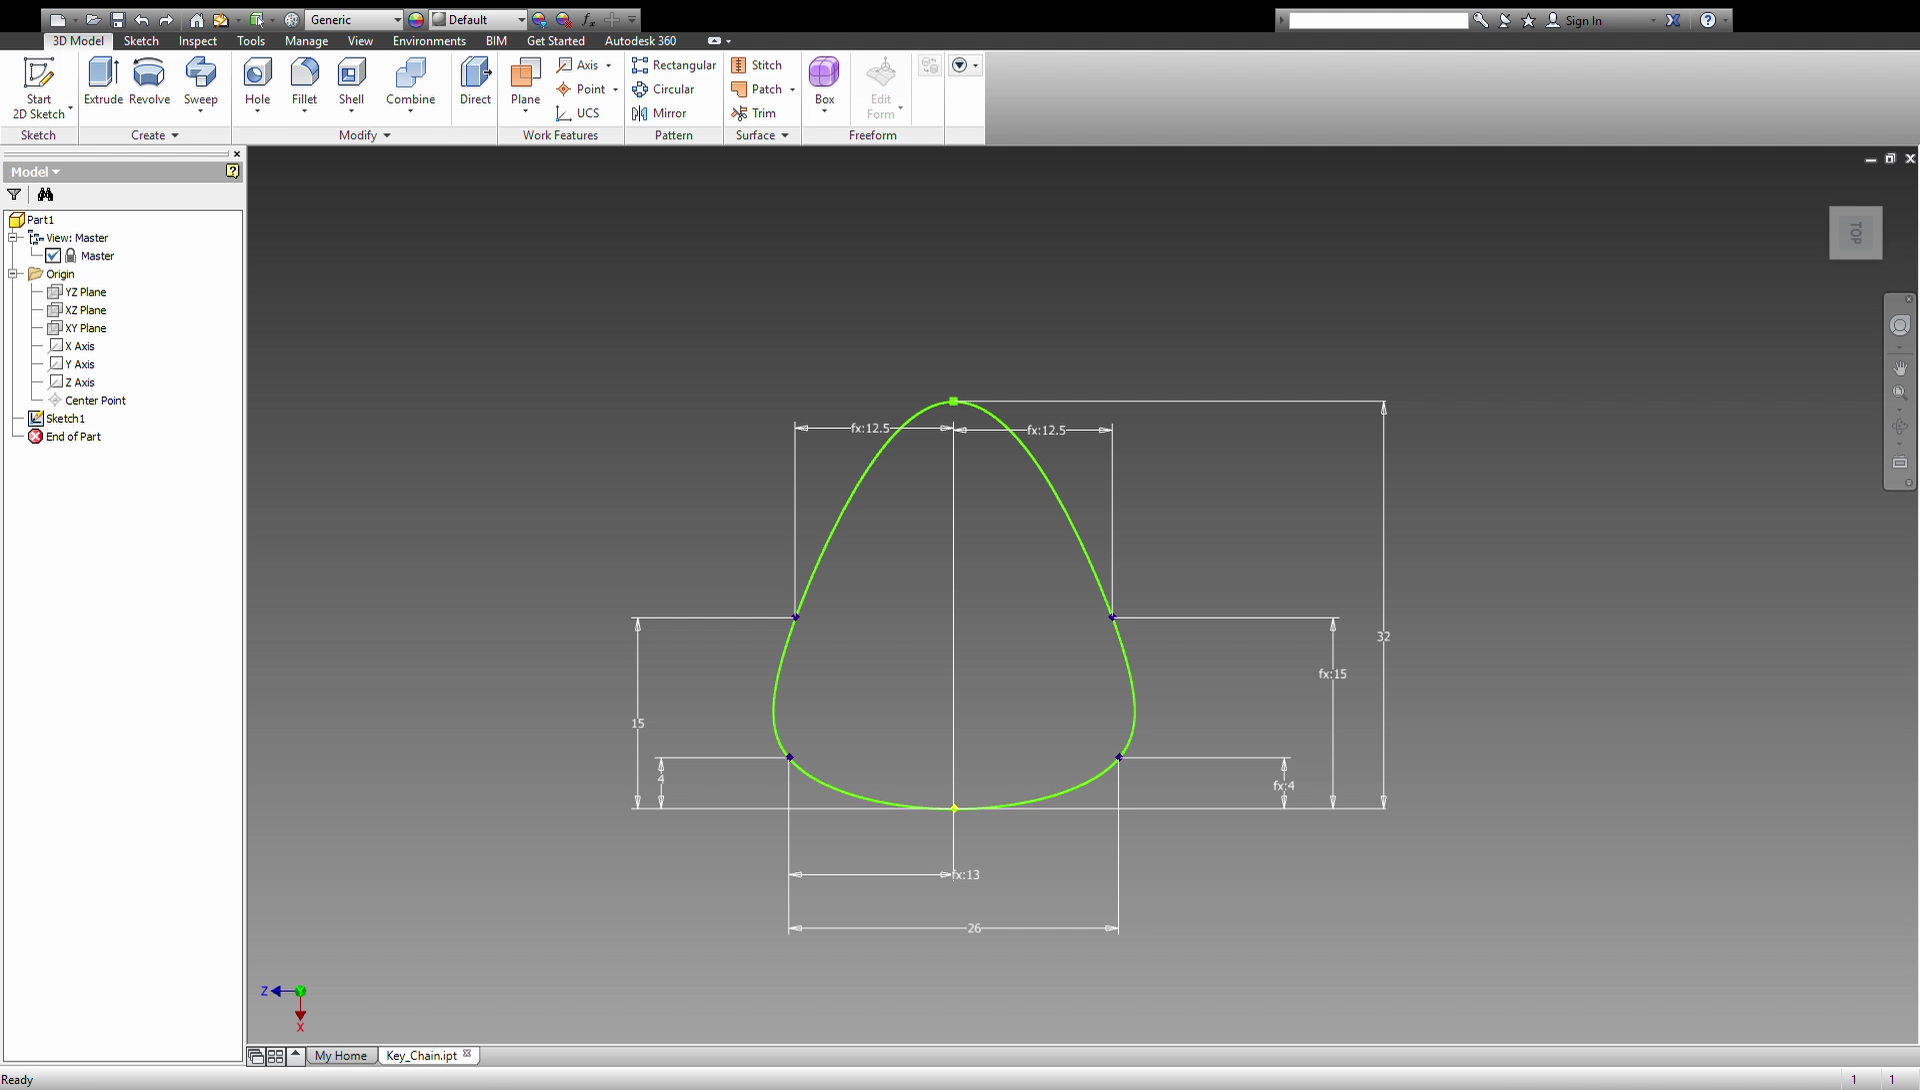 Generic
Default
fx
Sign In
3D Model Sketch Inspect Tools Manage View Environments BIM Get Started Autodesk 360
Start
2D Sketch
Extrude Revolve Sweep
Hole Fillet Shell Combine
Direct
Plane
Axis
Point
UCS
Rectangular
Circular
Mirror
Stitch
Patch
Trim
Box
Edit
Form
Sketch Create Modify Work Features Pattern Surface Freeform
Model
Part1
View: Master
Master
Origin
YZ Plane
XZ Plane
XY Plane
X Axis
Y Axis
Z Axis
Center Point
Sketch1
End of Part
TOP
fx:12.5 fx:12.5
32
fx:15
15
4 fx:4
fx:13
26
Z
X
My Home Key_Chain.ipt
Ready 1 1